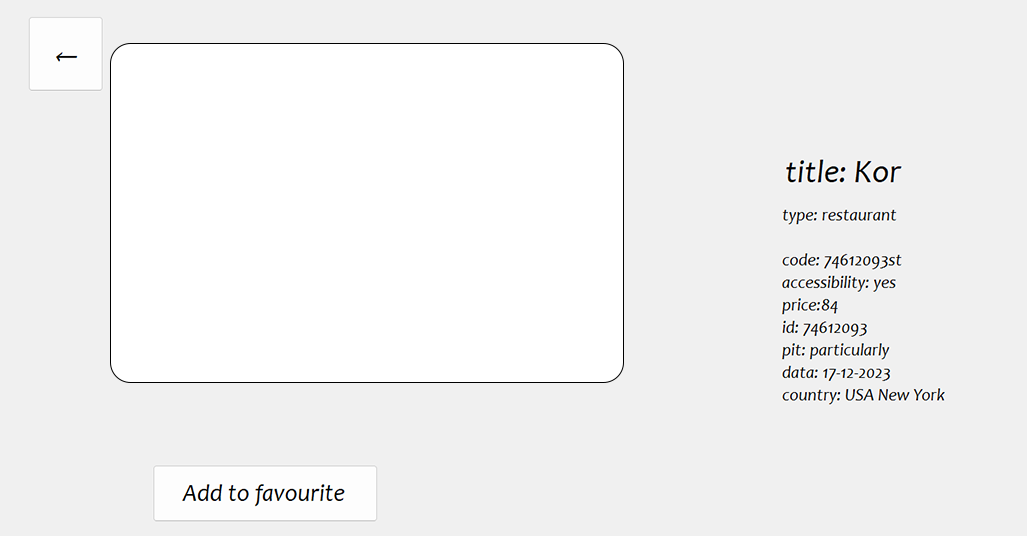 ←
title: Kor
type: restaurant
code: 74612093st
accessibility: yes
price:84
id: 74612093
pit: particularly
data: 17-12-2023
country: USA New York
Add to favourite